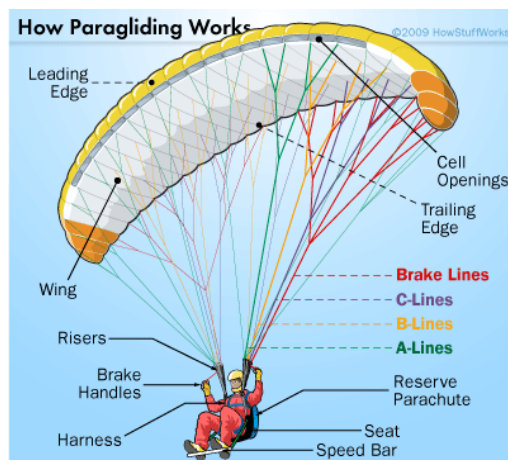 How Paragliding Works
©2009 HowStuffWorks
Leading
Edge
Cell
Openings
Trailing
Edge
Wing
Brake Lines
C-Lines
B-Lines
A-Lines
Risers
Brake
Handles
Reserve
Parachute
Harness
Seat
Speed Bar